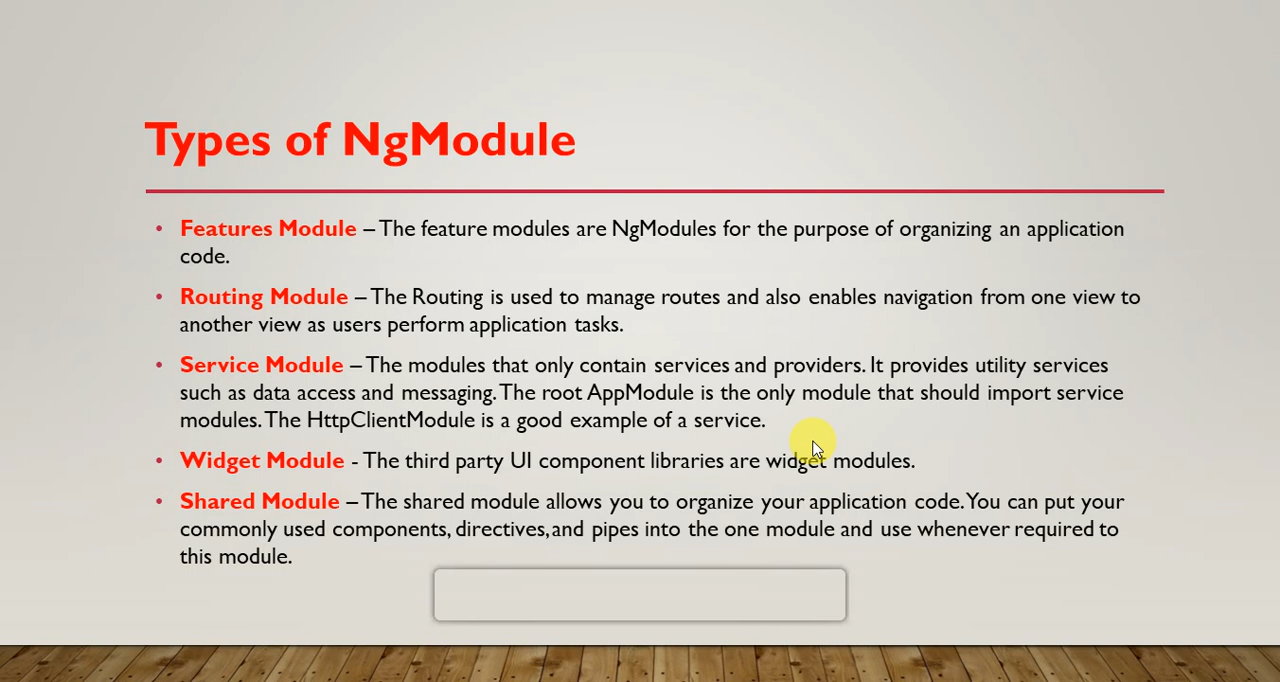 Types of NgModule
• Features Module – The feature modules are NgModules for the purpose of organizing an application
code.
• Routing Module – The Routing is used to manage routes and also enables navigation from one view to
another view as users perform application tasks.
• Service Module – The modules that only contain services and providers. It provides utility services
such as data access and messaging. The root AppModule is the only module that should import service
modules. The HttpClientModule is a good example of a service.
• Widget Module - The third party UI component libraries are widget modules.
• Shared Module – The shared module allows you to organize your application code. You can put your
commonly used components, directives, and pipes into the one module and use whenever required to
this module.